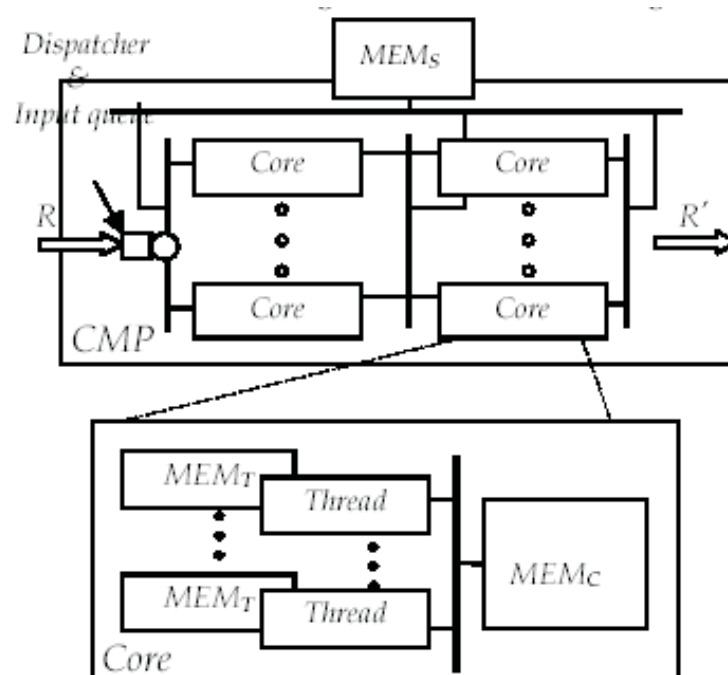 Dispatcher
&
Input queue
MEMS
Core
Core
R
R′
Core
Core
CMP
MEMT
Thread
MEMT
Thread
MEMC
Core